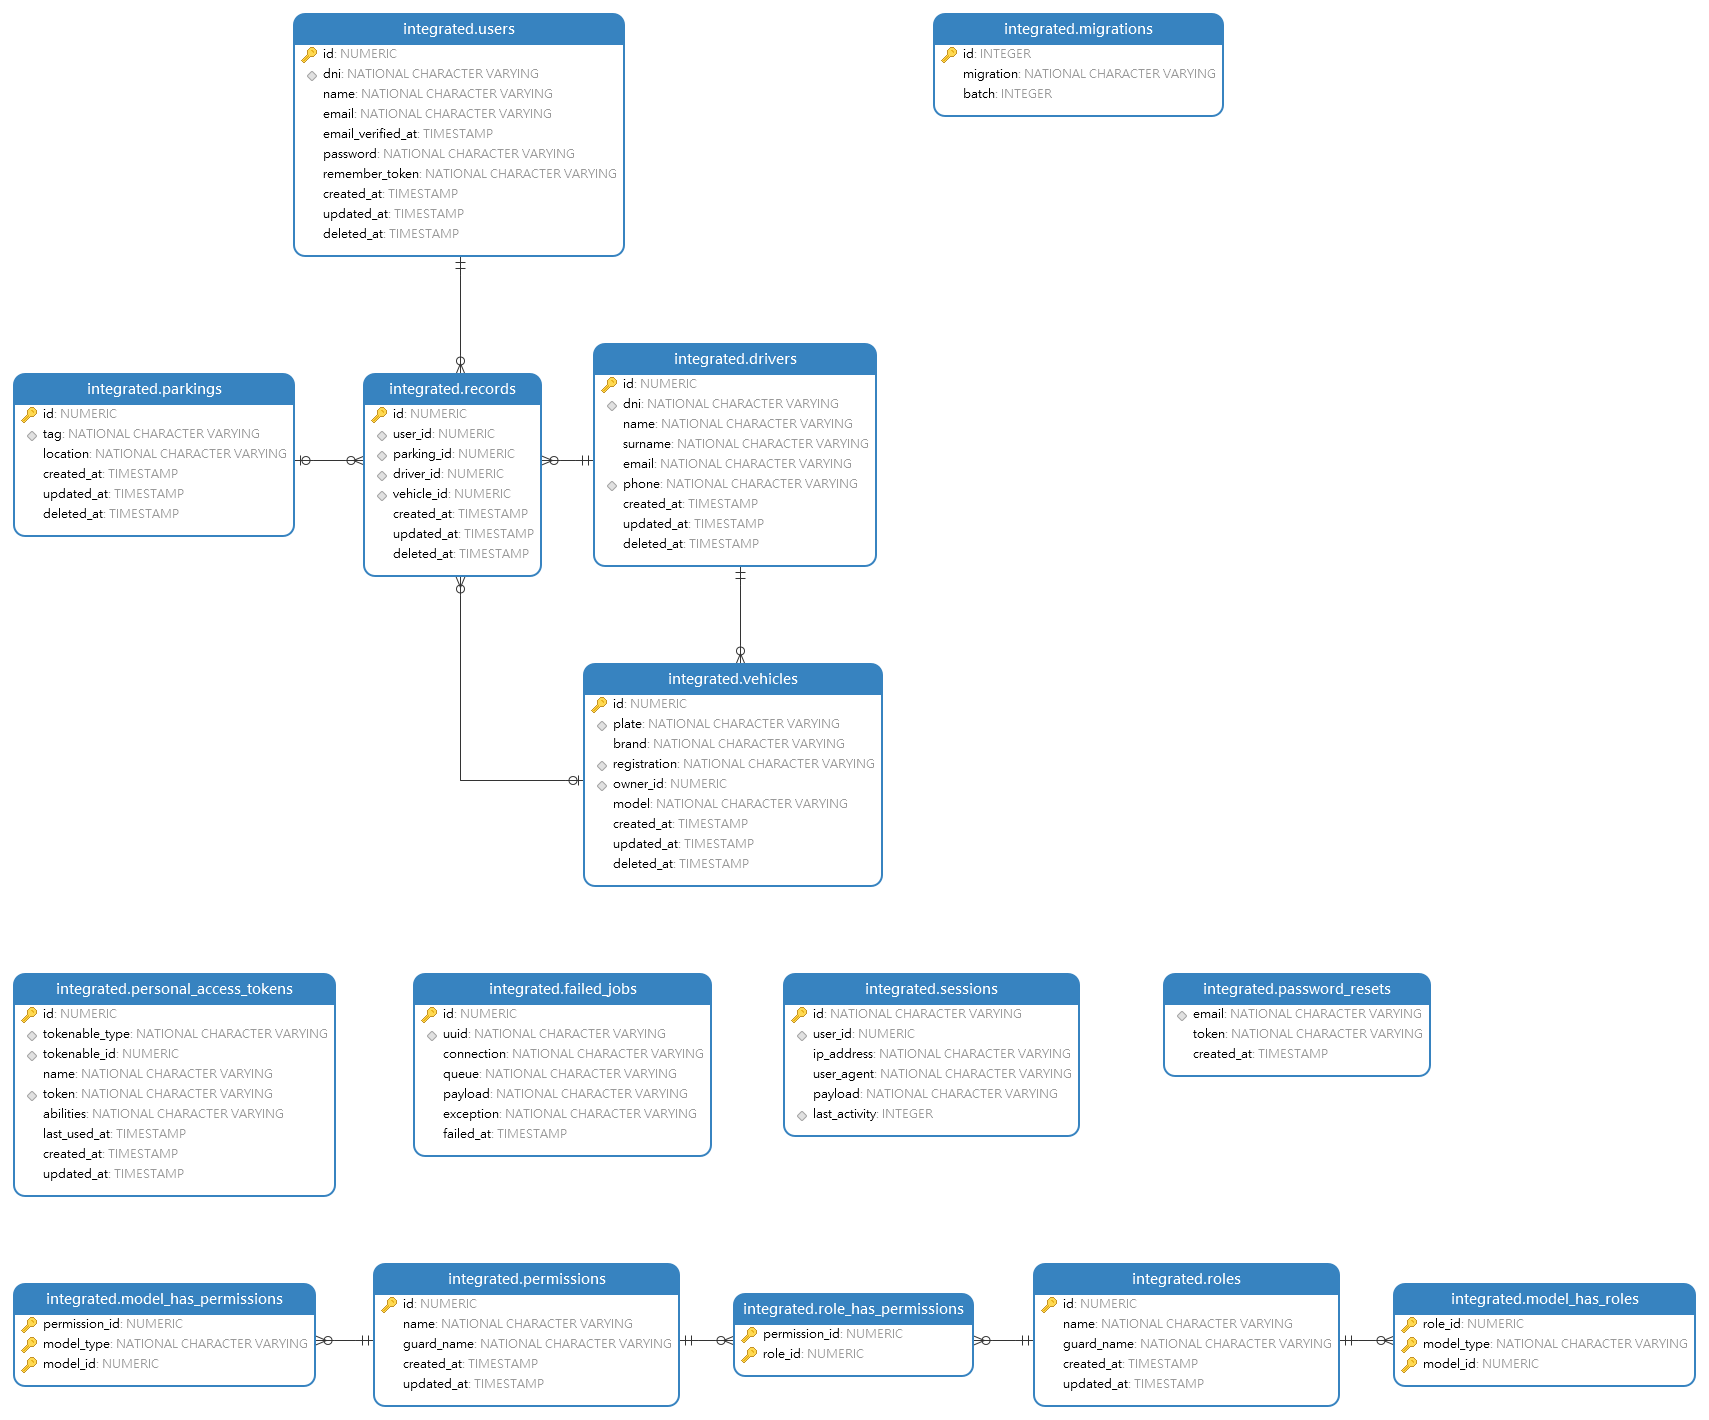 integrated.users
id: NUMERIC
dni: NATIONAL CHARACTER VARYING
name: NATIONAL CHARACTER VARYING
email: NATIONAL CHARACTER VARYING
email_verified_at: TIMESTAMP
password: NATIONAL CHARACTER VARYING
remember_token: NATIONAL CHARACTER VARYING
created_at: TIMESTAMP
updated_at: TIMESTAMP
deleted_at: TIMESTAMP
integrated.migrations
id: INTEGER
migration: NATIONAL CHARACTER VARYING
batch: INTEGER
integrated.parkings
id: NUMERIC
tag: NATIONAL CHARACTER VARYING
location: NATIONAL CHARACTER VARYING
created_at: TIMESTAMP
updated_at: TIMESTAMP
deleted_at: TIMESTAMP
integrated.records
id: NUMERIC
user_id: NUMERIC
parking_id: NUMERIC
driver_id: NUMERIC
vehicle_id: NUMERIC
created_at: TIMESTAMP
updated_at: TIMESTAMP
deleted_at: TIMESTAMP
integrated.drivers
id: NUMERIC
dni: NATIONAL CHARACTER VARYING
name: NATIONAL CHARACTER VARYING
surname: NATIONAL CHARACTER VARYING
email: NATIONAL CHARACTER VARYING
phone: NATIONAL CHARACTER VARYING
created_at: TIMESTAMP
updated_at: TIMESTAMP
deleted_at: TIMESTAMP
integrated.vehicles
id: NUMERIC
plate: NATIONAL CHARACTER VARYING
brand: NATIONAL CHARACTER VARYING
registration: NATIONAL CHARACTER VARYING
owner_id: NUMERIC
model: NATIONAL CHARACTER VARYING
created_at: TIMESTAMP
updated_at: TIMESTAMP
deleted_at: TIMESTAMP
integrated.personal_access_tokens
id: NUMERIC
tokenable_type: NATIONAL CHARACTER VARYING
tokenable_id: NUMERIC
name: NATIONAL CHARACTER VARYING
token: NATIONAL CHARACTER VARYING
abilities: NATIONAL CHARACTER VARYING
last_used_at: TIMESTAMP
created_at: TIMESTAMP
updated_at: TIMESTAMP
integrated.failed_jobs
id: NUMERIC
uuid: NATIONAL CHARACTER VARYING
connection: NATIONAL CHARACTER VARYING
queue: NATIONAL CHARACTER VARYING
payload: NATIONAL CHARACTER VARYING
exception: NATIONAL CHARACTER VARYING
failed_at: TIMESTAMP
integrated.sessions
id: NATIONAL CHARACTER VARYING
user_id: NUMERIC
ip_address: NATIONAL CHARACTER VARYING
user_agent: NATIONAL CHARACTER VARYING
payload: NATIONAL CHARACTER VARYING
last_activity: INTEGER
integrated.password_resets
email: NATIONAL CHARACTER VARYING
token: NATIONAL CHARACTER VARYING
created_at: TIMESTAMP
integrated.model_has_permissions
permission_id: NUMERIC
model_type: NATIONAL CHARACTER VARYING
model_id: NUMERIC
integrated.permissions
id: NUMERIC
name: NATIONAL CHARACTER VARYING
guard_name: NATIONAL CHARACTER VARYING
created_at: TIMESTAMP
updated_at: TIMESTAMP
integrated.role_has_permissions
permission_id: NUMERIC
role_id: NUMERIC
integrated.roles
id: NUMERIC
name: NATIONAL CHARACTER VARYING
guard_name: NATIONAL CHARACTER VARYING
created_at: TIMESTAMP
updated_at: TIMESTAMP
integrated.model_has_roles
role_id: NUMERIC
model_type: NATIONAL CHARACTER VARYING
model_id: NUMERIC